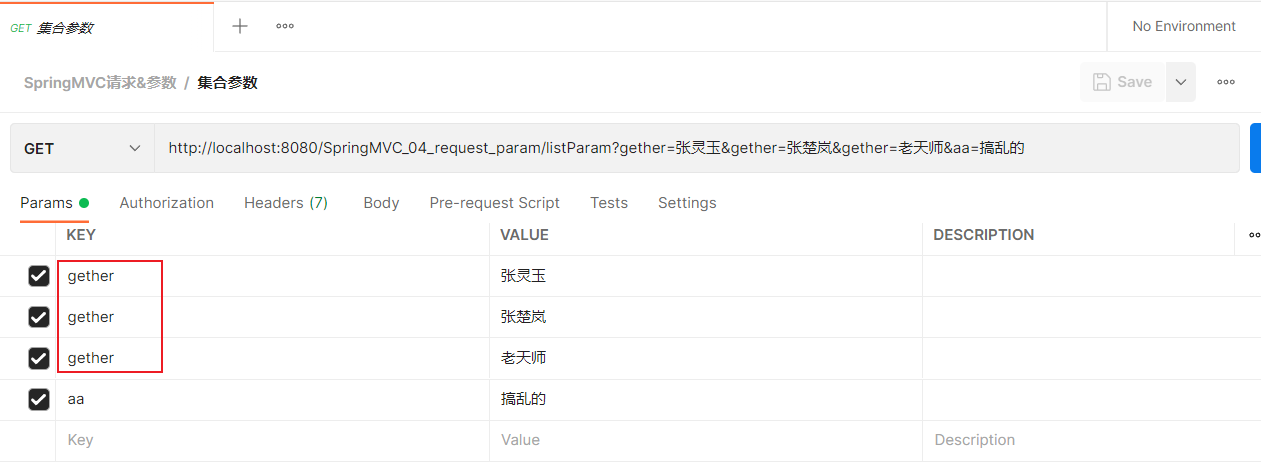 GET 集合参数
No Environment
SpringMVC请求&参数 / 集合参数
Save
GET http://localhost:8080/SpringMVC_04_request_param/listParam?gether=张灵玉&gether=张楚岚&gether=老天师&aa=搞乱的
Params Authorization Headers (7) Body Pre-request Script Tests Settings
KEY VALUE DESCRIPTION
gether 张灵玉
gether 张楚岚
gether 老天师
aa 搞乱的
Key Value Description